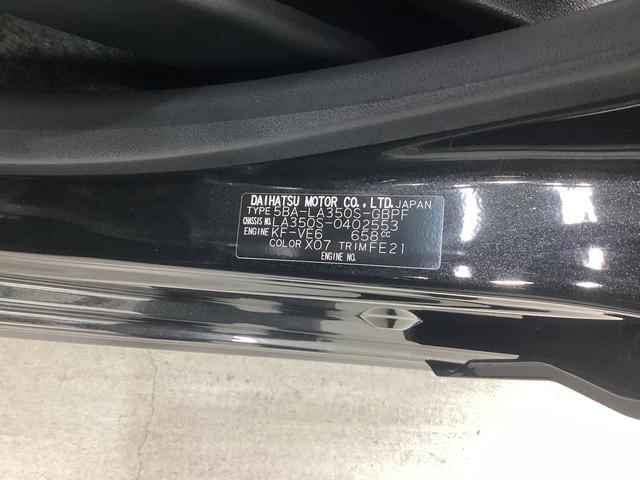 DAIHATSU MOTOR CO., LTD. JAPAN
TYPE 5BA-LA350S-GBPF
CHASSIS NO. LA350S-0402553
ENGINE KF-VE6 658cc
COLOR X07 TRIM FE21
ENGINE NO.